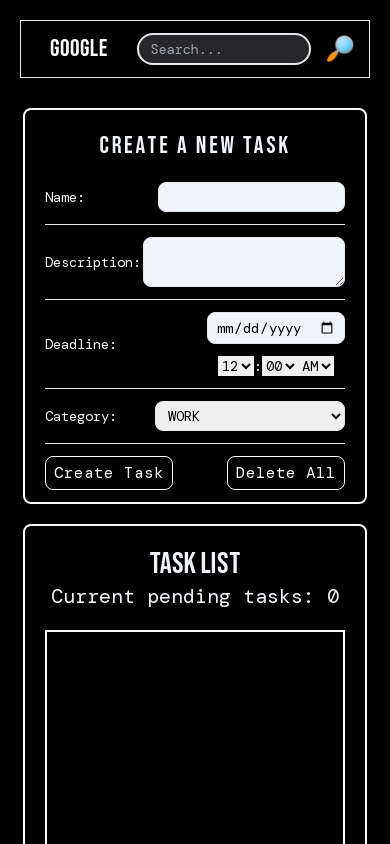 GOOGLE Search...
CREATE A NEW TASK
Name:
Description:
Deadline: mm/dd/yyyy
12 : 00 AM
Category: WORK
Create Task Delete All
TASK LIST
Current pending tasks: 0